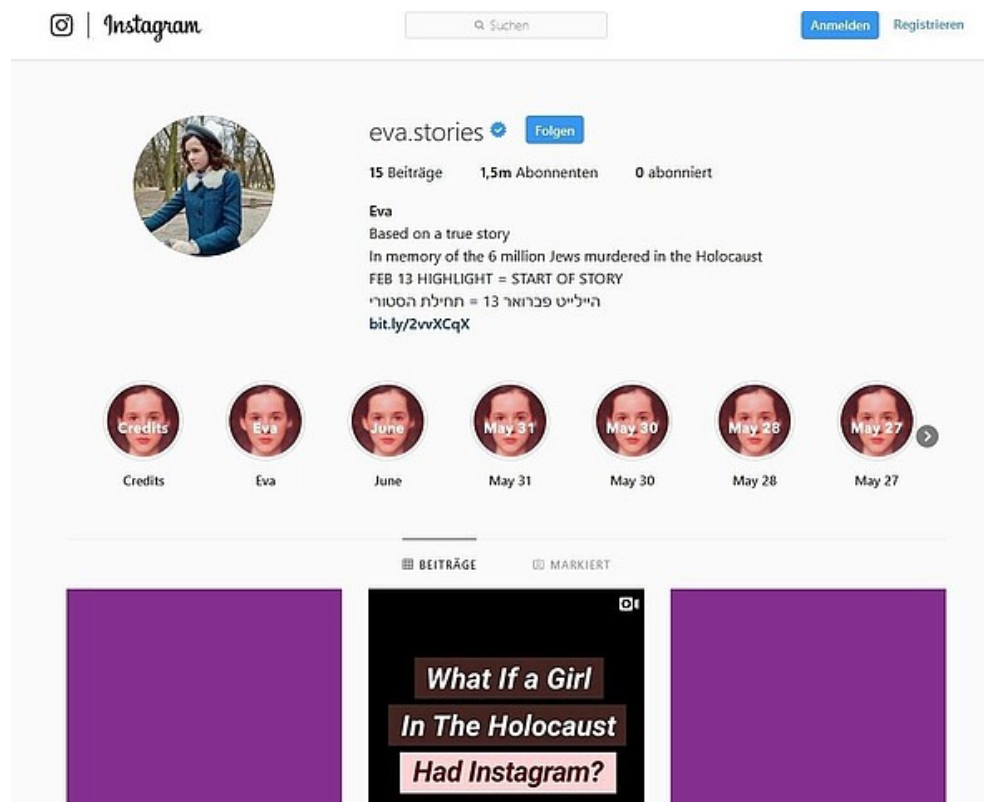 Instagram
Suchen
Anmelden
Registrieren
eva.stories
Folgen
15 Beiträge
1,5m Abonnenten
0 abonniert
Eva
Based on a true story
In memory of the 6 million Jews murdered in the Holocaust
FEB 13 HIGHLIGHT = START OF STORY
היילייט פברואר 13 = תחילת הסטורי
bit.ly/2vvXCqX
Credits
Eva
June
May 31
May 30
May 28
May 27
Credits
Eva
June
May 31
May 30
May 28
May 27
BEITRÄGE
MARKIERT
What If a Girl
In The Holocaust
Had Instagram?